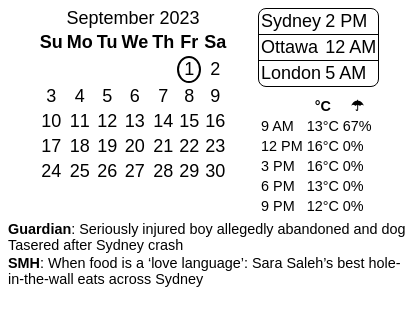 September 2023
Su Mo Tu We Th Fr Sa
1 2
3 4 5 6 7 8 9
10 11 12 13 14 15 16
17 18 19 20 21 22 23
24 25 26 27 28 29 30
Sydney 2 PM
Ottawa 12 AM
London 5 AM
°C ☂
9 AM 13°C 67%
12 PM 16°C 0%
3 PM 16°C 0%
6 PM 13°C 0%
9 PM 12°C 0%
Guardian: Seriously injured boy allegedly abandoned and dog
Tasered after Sydney crash
SMH: When food is a ‘love language’: Sara Saleh’s best hole-
in-the-wall eats across Sydney